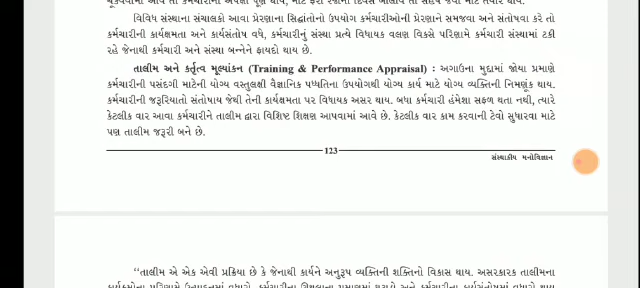 વિવિધ સંસ્થાના સંચાલકો આવા પ્રેરણાના સિદ્ધાંતોનો ઉપયોગ કર્મચારીઓની પ્રેરણાને સમજવા અને સંતોષવા કરે તો
કર્મચારીની કાર્યક્ષમતા અને કાર્યસંતોષ વધે, કર્મચારીનું સંસ્થા પ્રત્યે વિધાયક વલણ વિકસે પરિણામે કર્મચારી સંસ્થામાં ટકી
રહે જેનાથી કર્મચારી અને સંસ્થા બન્નેને ફાયદો થાય છે.
તાલીમ અને કર્તૃત્વ મૂલ્યાંકન (Training & Performance Appraisal) : અગાઉના મુદામાં જોયા પ્રમાણે
કર્મચારીની પસંદગી માટેની યોગ્ય વસ્તુલક્ષી વૈજ્ઞાનિક પધ્ધતિના ઉપયોગથી યોગ્ય કાર્ય માટે યોગ્ય વ્યક્તિની નિમણૂંક થાય.
કર્મચારીની જરૂરિયાતો સંતોષાય જેથી તેની કાર્યક્ષમતા પર વિધાયક અસર થાય. બધા કર્મચારી હંમેશા સફળ થતા નથી, ત્યારે
કેટલીક વાર આવા કર્મચારીને તાલીમ દ્વારા વિશિષ્ટ શિક્ષણ આપવામાં આવે છે. કેટલીક વાર કામ કરવાની ટેવો સુધારવા માટે
પણ તાલીમ જરૂરી બને છે.
123
સંસ્થાકીય મનોવિજ્ઞાન
“તાલીમ એ એક એવી પ્રક્રિયા છે કે જેનાથી કાર્યને અનુરૂપ વ્યક્તિની શક્તિનો વિકાસ થાય. અસરકારક તાલીમના